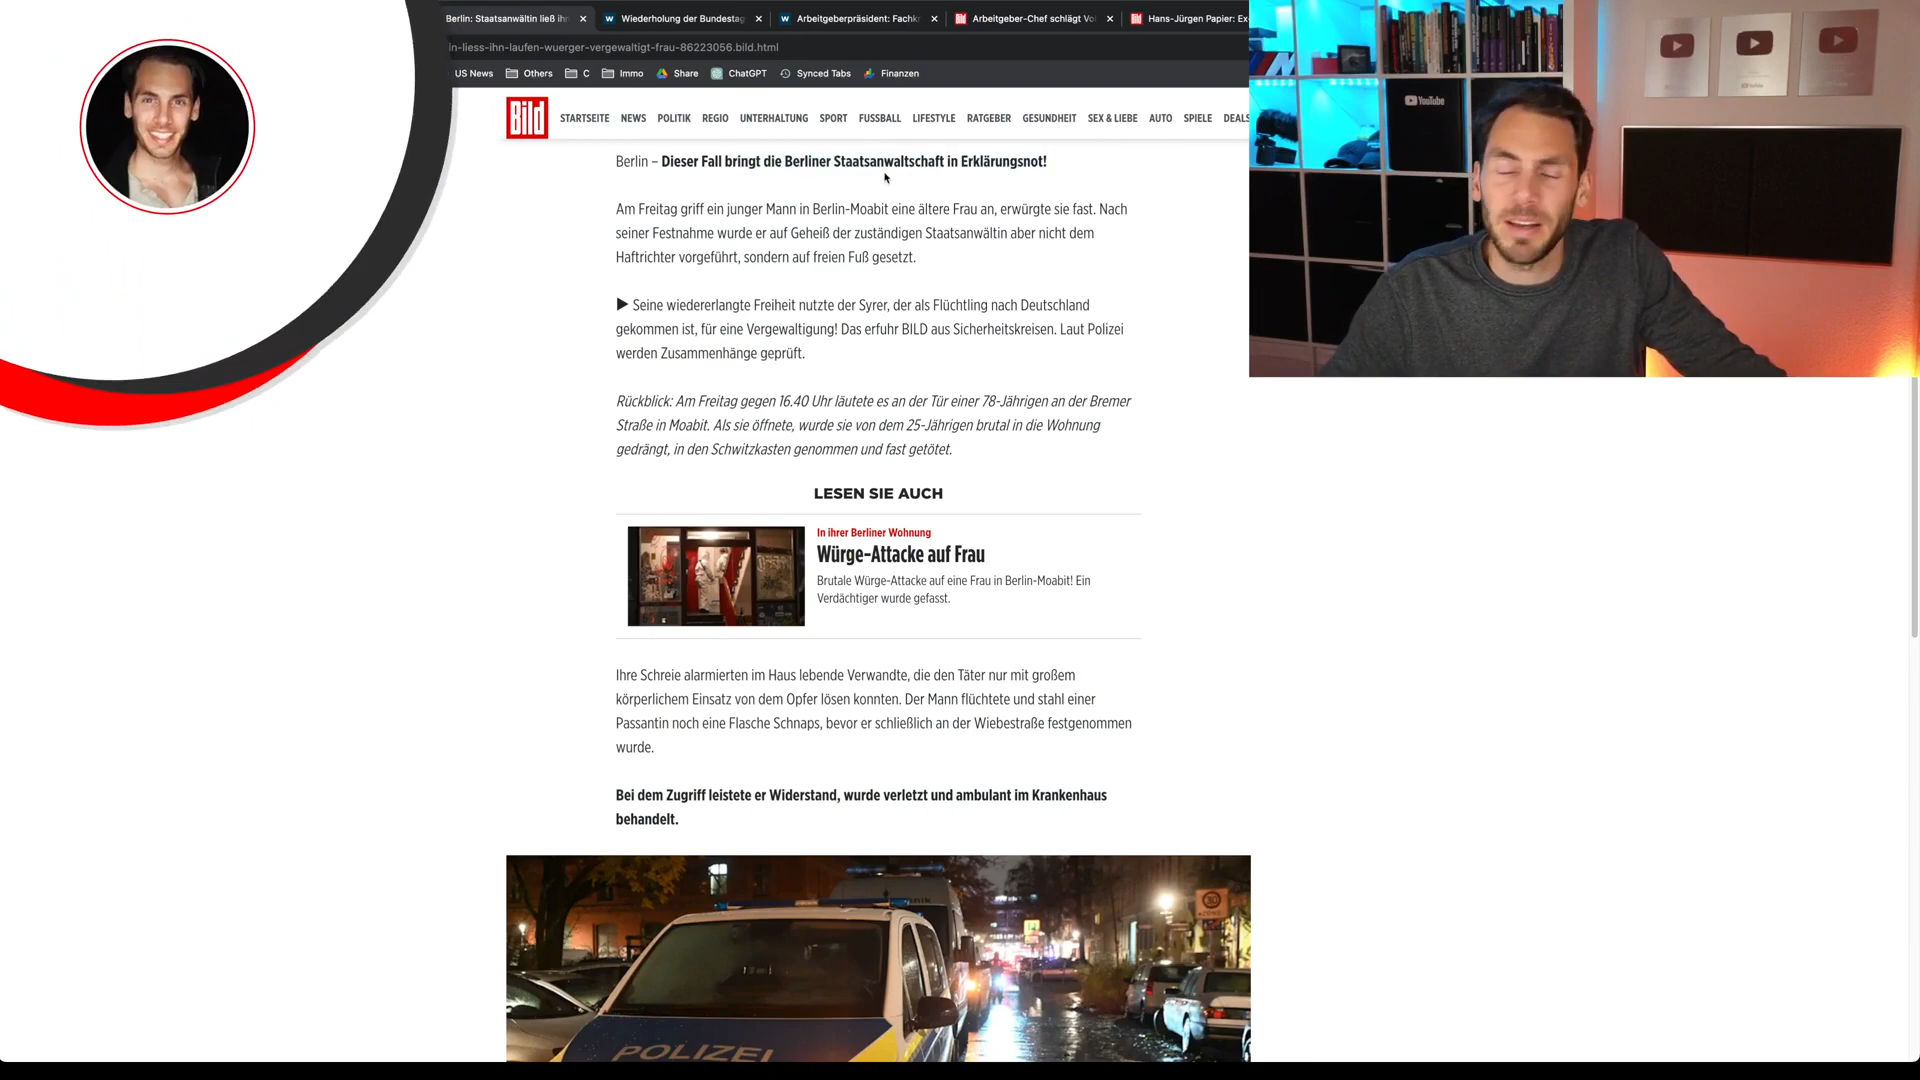 Berlin: Staatsanwältin ließ ihn
Wiederholung der Bundestag
Arbeitgeberpräsident: Fachkr
Arbeitgeber-Chef schlägt Vo
Hans-Jürgen Papier: Ex-
in-liess-ihn-laufen-wuerger-vergewaltigt-frau-86223056.bild.html
US News Others C Immo Share ChatGPT Synced Tabs Finanzen
Bild STARTSEITE NEWS POLITIK REGIO UNTERHALTUNG SPORT FUSSBALL LIFESTYLE RATGEBER GESUNDHEIT SEX & LIEBE AUTO SPIELE DEALS
YouTube
Berlin – Dieser Fall bringt die Berliner Staatsanwaltschaft in Erklärungsnot!
Am Freitag griff ein junger Mann in Berlin-Moabit eine ältere Frau an, erwürgte sie fast. Nach
seiner Festnahme wurde er auf Geheiß der zuständigen Staatsanwältin aber nicht dem
Haftrichter vorgeführt, sondern auf freien Fuß gesetzt.
▶ Seine wiedererlangte Freiheit nutzte der Syrer, der als Flüchtling nach Deutschland
gekommen ist, für eine Vergewaltigung! Das erfuhr BILD aus Sicherheitskreisen. Laut Polizei
werden Zusammenhänge geprüft.
Rückblick: Am Freitag gegen 16.40 Uhr läutete es an der Tür einer 78-Jährigen an der Bremer
Straße in Moabit. Als sie öffnete, wurde sie von dem 25-Jährigen brutal in die Wohnung
gedrängt, in den Schwitzkasten genommen und fast getötet.
LESEN SIE AUCH
In ihrer Berliner Wohnung
Würge-Attacke auf Frau
Brutale Würge-Attacke auf eine Frau in Berlin-Moabit! Ein
Verdächtiger wurde gefasst.
Ihre Schreie alarmierten im Haus lebende Verwandte, die den Täter nur mit großem
körperlichem Einsatz von dem Opfer lösen konnten. Der Mann flüchtete und stahl einer
Passantin noch eine Flasche Schnaps, bevor er schließlich an der Wiebestraße festgenommen
wurde.
Bei dem Zugriff leistete er Widerstand, wurde verletzt und ambulant im Krankenhaus
behandelt.
30
POLIZEI